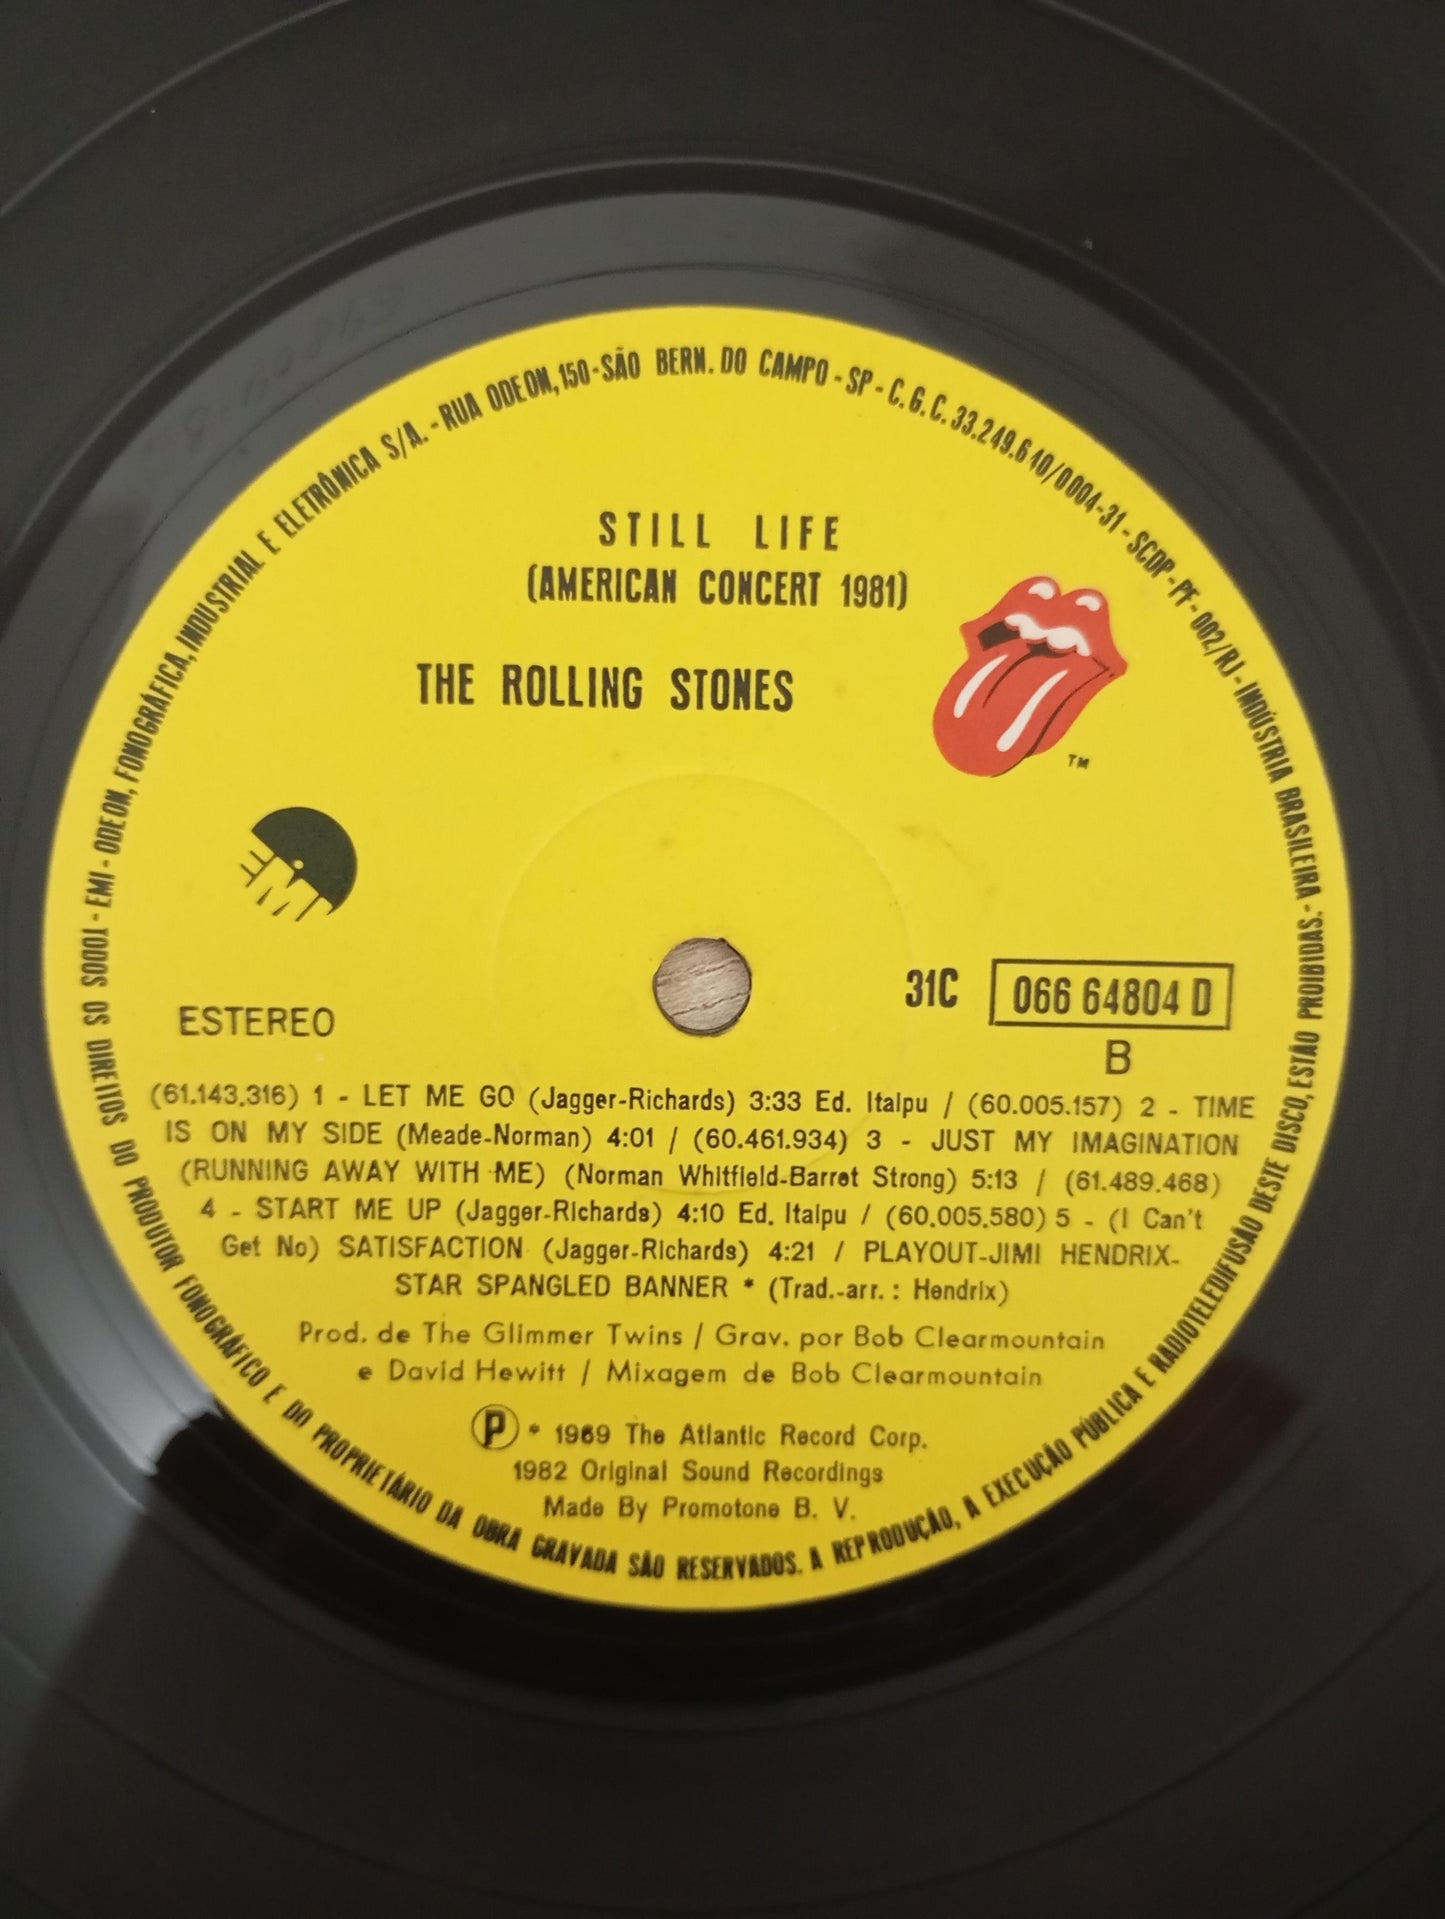 EMI - ODEON, FONOGRÁFICA, INDUSTRIAL E ELETRÔNICA S/A. - RUA ODEON, 150 - SÃO BERN. DO CAMPO - SP - C.G.C. 33.249.640/0004-31 - SCDP - PF - 002/RJ - INDÚSTRIA BRASILEIRA -
TODOS OS DIREITOS DO PRODUTOR FONOGRÁFICO E DO PROPRIETÁRIO DA OBRA GRAVADA SÃO RESERVADOS. A REPRODUÇÃO, A EXECUÇÃO PÚBLICA E RADIOTELEDIFUSÃO DESTE DISCO, ESTÃO PROIBIDAS.
STILL LIFE
(AMERICAN CONCERT 1981)
THE ROLLING STONES
TM
EMI
31C 066 64804 D
ESTEREO
B
(61.143.316) 1 - LET ME GO (Jagger-Richards) 3:33 Ed. Italpu / (60.005.157) 2 - TIME
IS ON MY SIDE (Meade-Norman) 4:01 / (60.461.934) 3 - JUST MY IMAGINATION
(RUNNING AWAY WITH ME) (Norman Whitfield-Barret Strong) 5:13 / (61.489.468)
4 - START ME UP (Jagger-Richards) 4:10 Ed. Italpu / (60.005.580) 5 - (I Can't
Get No) SATISFACTION (Jagger-Richards) 4:21 / PLAYOUT-JIMI HENDRIX-
STAR SPANGLED BANNER * (Trad.-arr.: Hendrix)
Prod. de The Glimmer Twins / Grav. por Bob Clearmountain
e David Hewitt / Mixagem de Bob Clearmountain
Ⓟ * 1969 The Atlantic Record Corp.
1982 Original Sound Recordings
Made By Promotone B. V.